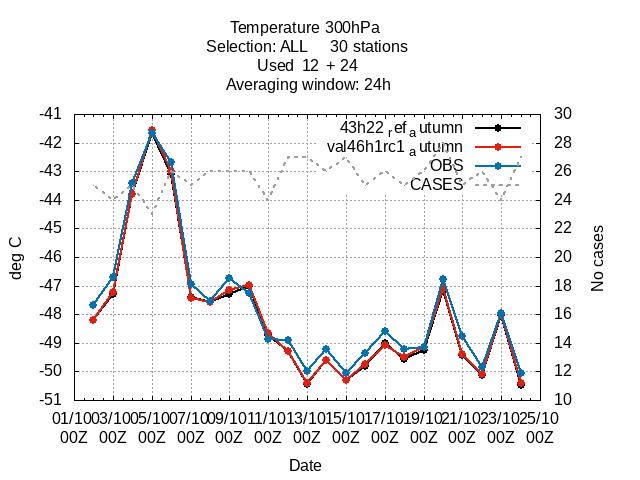 Temperature 300hPa
Selection: ALL     30 stations
Used  12 + 24
Averaging window: 24h
43h22 ref a utumn
val46h1rc1 a utumn
OBS
CASES
-41
-42
-43
-44
-45
-46
-47
-48
-49
-50
-51
30
28
26
24
22
20
18
16
14
12
10
deg C
No cases
01/10 03/10 05/10 07/10 09/10 11/10 13/10 15/10 17/10 19/10 21/10 23/10 25/10
00Z 00Z 00Z 00Z 00Z 00Z 00Z 00Z 00Z 00Z 00Z 00Z 00Z
Date